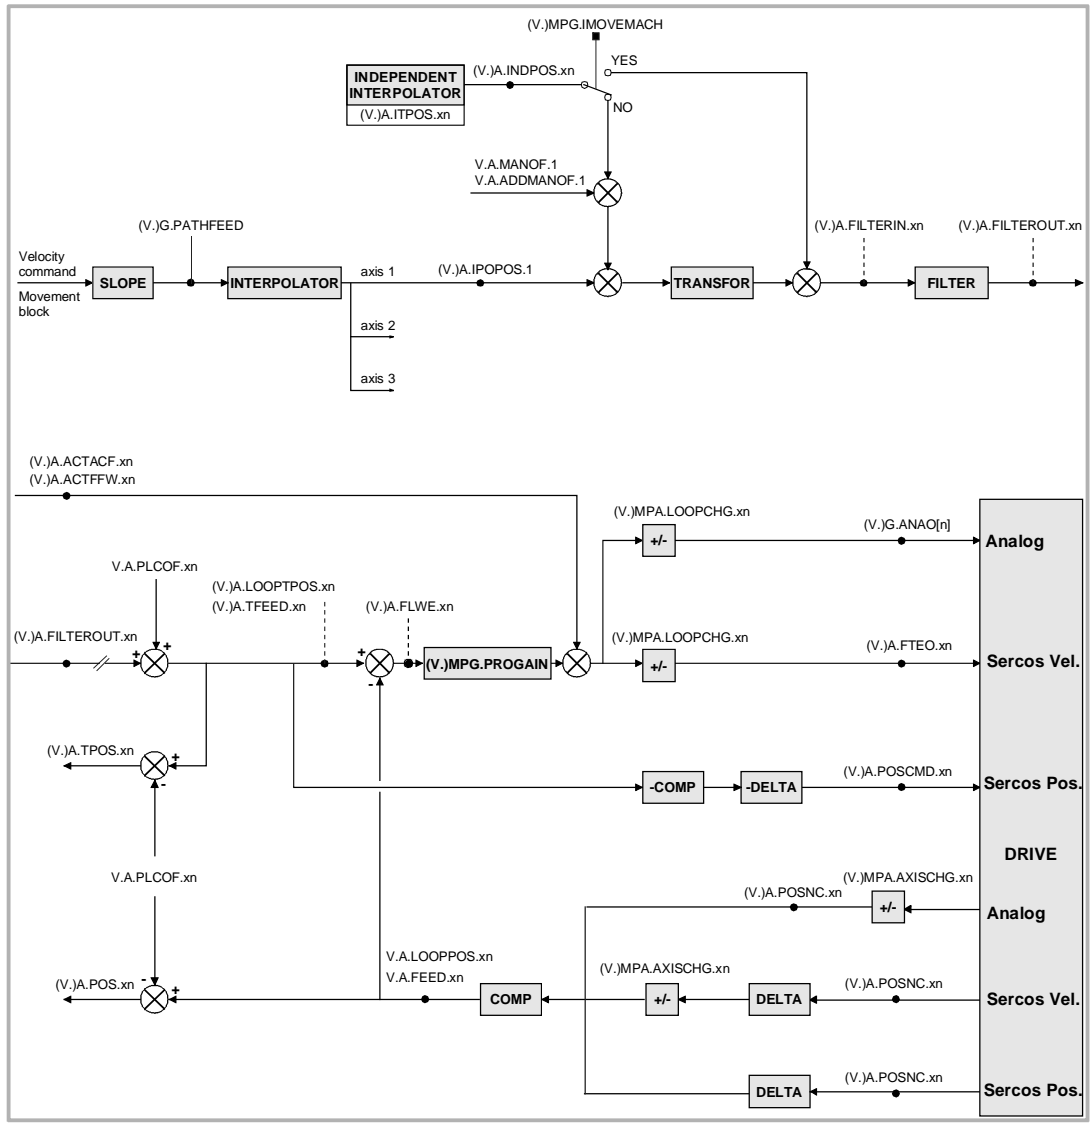 (V.)MPG.IMOVEMACH
YES
(V.)A.INDPOS.xn
INDEPENDENT
INTERPOLATOR
(V.)A.ITPOS.xn
NO
V.A.MANOF.1
V.A.ADDMANOF.1
(V.)G.PATHFEED
(V.)A.FILTERIN.xn
(V.)A.FILTEROUT.xn
Velocity
command
Movement
block
SLOPE
INTERPOLATOR
axis 1
(V.)A.IPOPOS.1
TRANSFOR
FILTER
axis 2
axis 3
(V.)A.ACTACF.xn
(V.)A.ACTFFW.xn
(V.)MPA.LOOPCHG.xn
(V.)G.ANAO[n]
+/-
Analog
V.A.PLCOF.xn
(V.)A.LOOPTPOS.xn
(V.)A.TFEED.xn
(V.)A.FLWE.xn
(V.)A.FILTEROUT.xn
+
+
+
-
(V.)MPG.PROGAIN
(V.)MPA.LOOPCHG.xn
+/-
(V.)A.FTEO.xn
Sercos Vel.
(V.)A.TPOS.xn
+
-
-COMP
-DELTA
(V.)A.POSCMD.xn
Sercos Pos.
DRIVE
V.A.PLCOF.xn
(V.)A.POSNC.xn
(V.)MPA.AXISCHG.xn
+/-
Analog
V.A.LOOPPOS.xn
V.A.FEED.xn
(V.)A.POS.xn
-
+
COMP
(V.)MPA.AXISCHG.xn
+/-
DELTA
(V.)A.POSNC.xn
Sercos Vel.
DELTA
(V.)A.POSNC.xn
Sercos Pos.